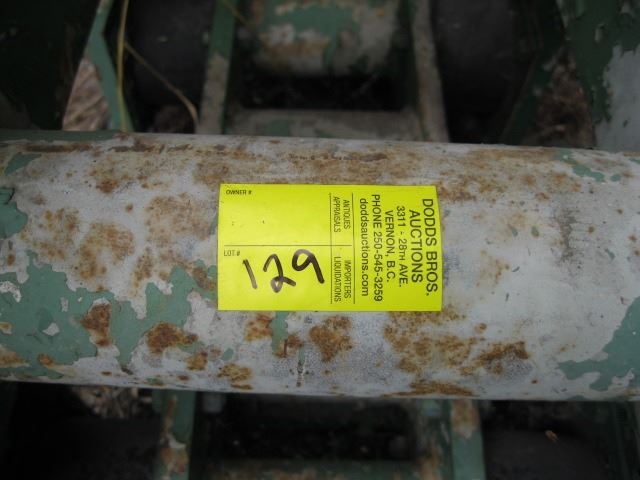 OWNER #
LOT #
129
ANTIQUES
APPRAISALS
IMPORTERS
LIQUIDATIONS
DODDS BROS.
AUCTIONS
3311 - 28TH AVE.
VERNON, B.C.
PHONE 250-545-3259
doddsauctions.com